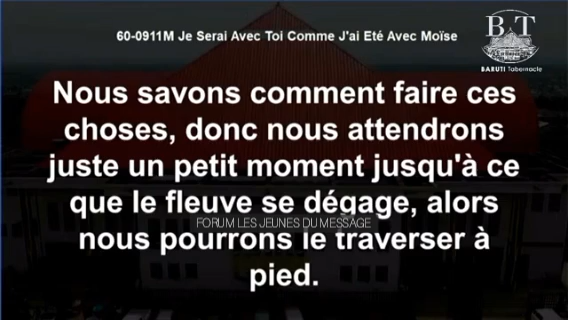 60-0911M Je Serai Avec Toi Comme J'ai Eté Avec Moïse
B T
BARUTI Tabernacle
Nous savons comment faire ces
choses, donc nous attendrons
juste un petit moment jusqu'à ce
que le fleuve se dégage, alors
FORUM LES JEUNES DU MESSAGE
nous pourrons le traverser à
pied.